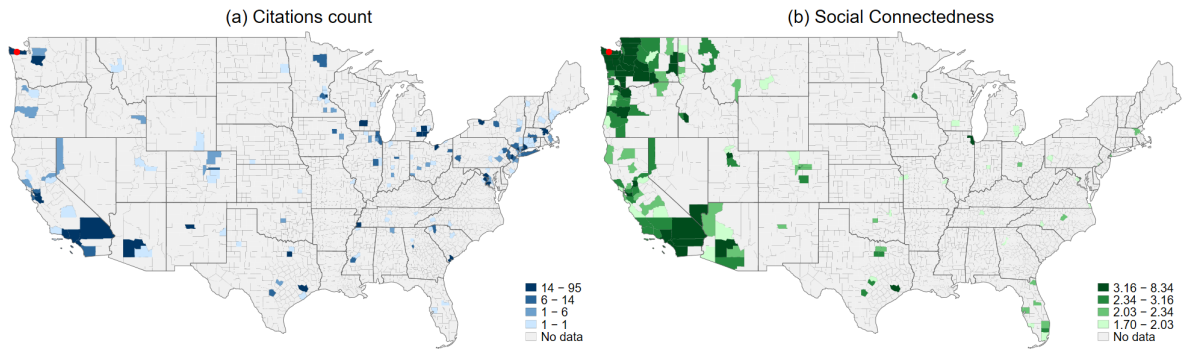 (a) Citations count
14 – 95
6 – 14
1 – 6
1 – 1
No data
(b) Social Connectedness
3.16 – 8.34
2.34 – 3.16
2.03 – 2.34
1.70 – 2.03
No data